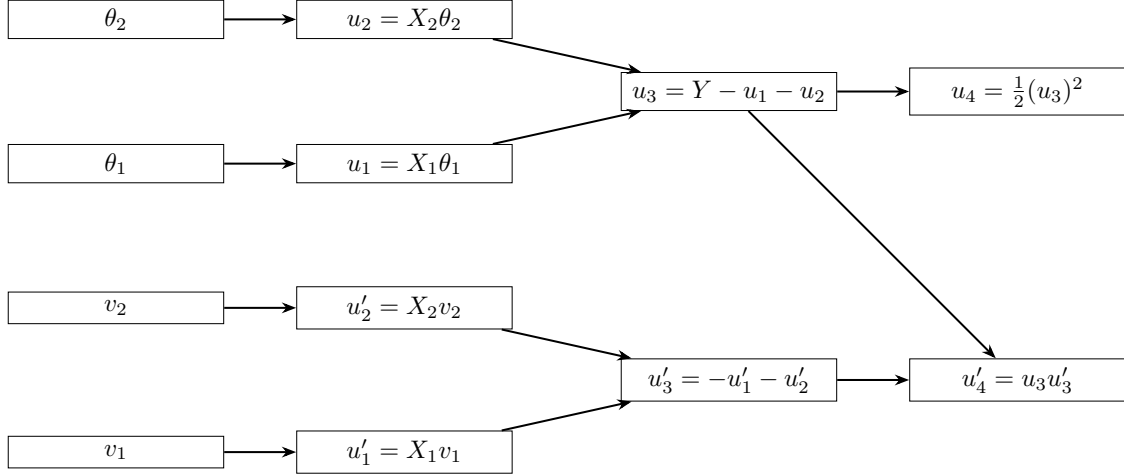 θ₂
u₂ = X₂θ₂
u₃ = Y − u₁ − u₂
u₄ = ½(u₃)²
θ₁
u₁ = X₁θ₁
v₂
u′₂ = X₂v₂
u′₃ = −u′₁ − u′₂
u′₄ = u₃u′₃
v₁
u′₁ = X₁v₁